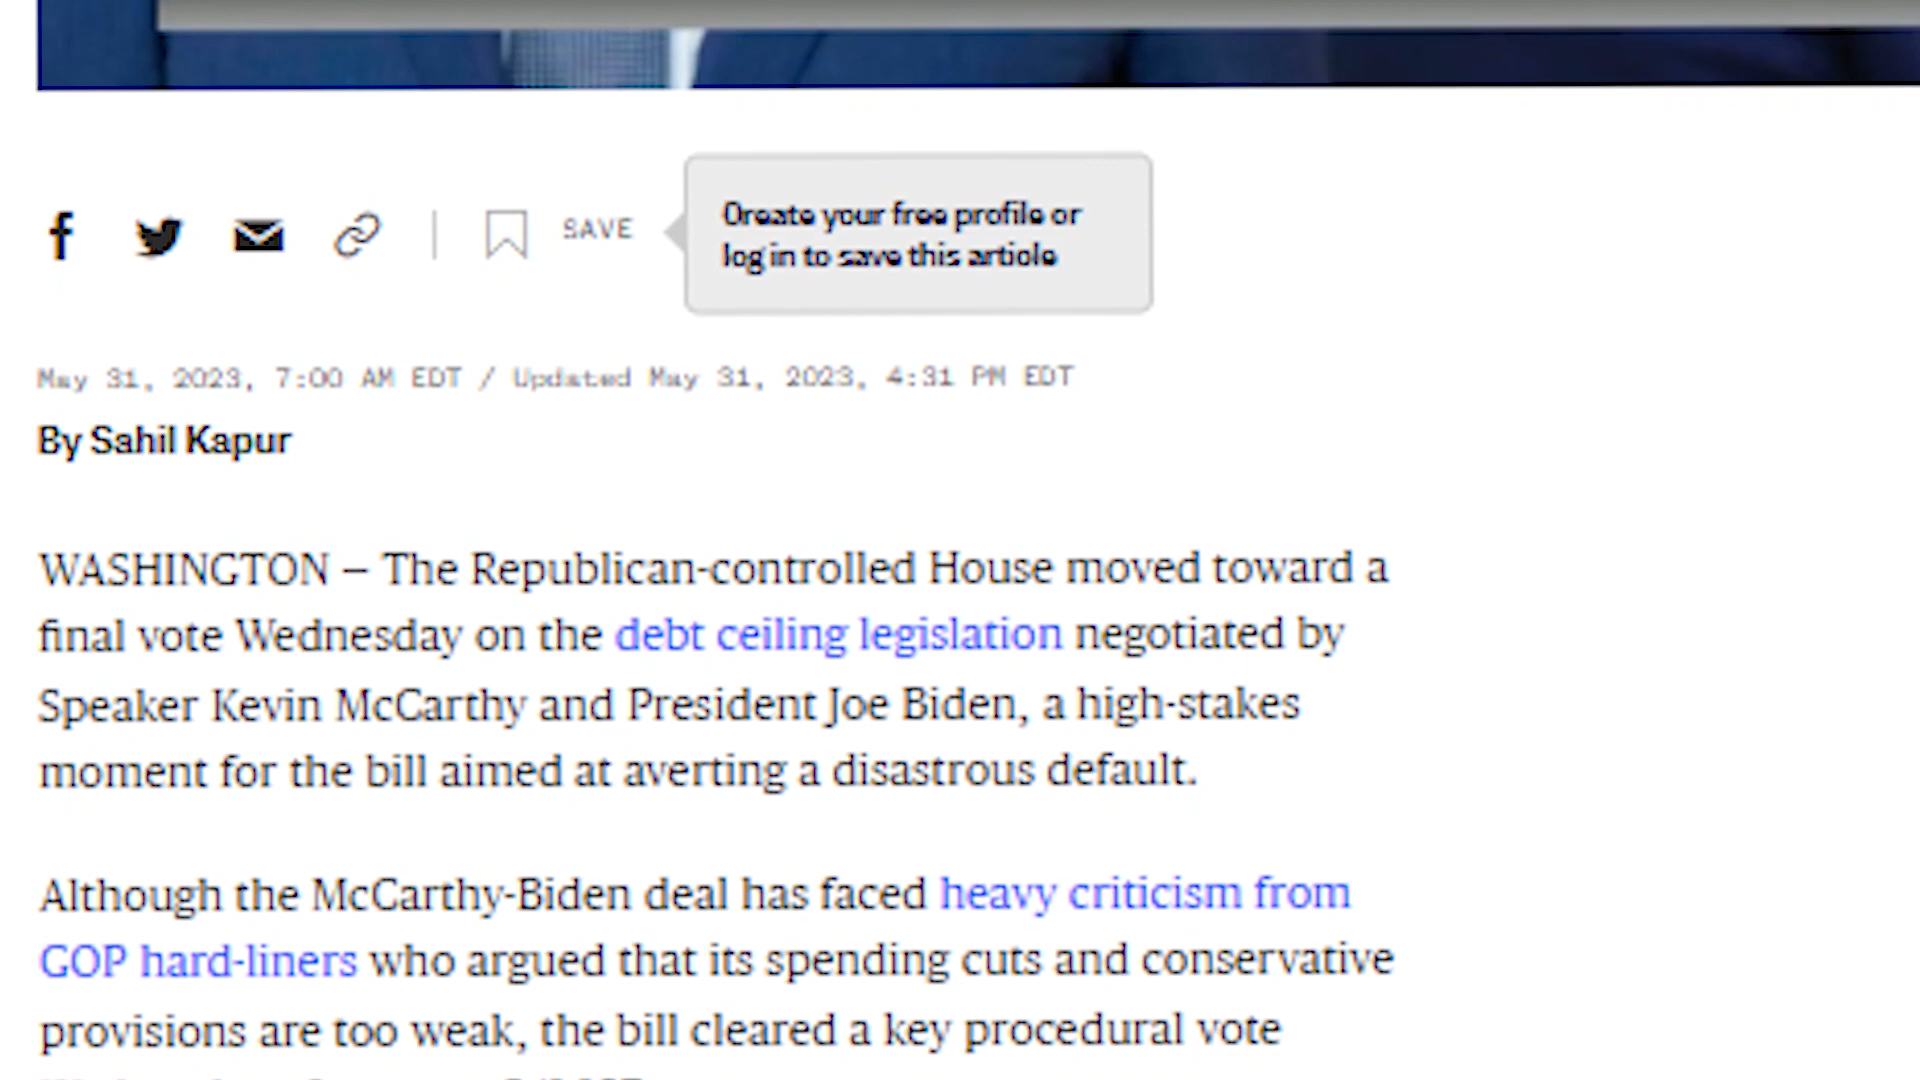 SAVE
Create your free profile or
log in to save this article
May 31, 2023, 7:00 AM EDT / Updated May 31, 2023, 4:31 PM EDT
By Sahil Kapur
WASHINGTON — The Republican-controlled House moved toward a
final vote Wednesday on the debt ceiling legislation negotiated by
Speaker Kevin McCarthy and President Joe Biden, a high-stakes
moment for the bill aimed at averting a disastrous default.
Although the McCarthy-Biden deal has faced heavy criticism from
GOP hard-liners who argued that its spending cuts and conservative
provisions are too weak, the bill cleared a key procedural vote